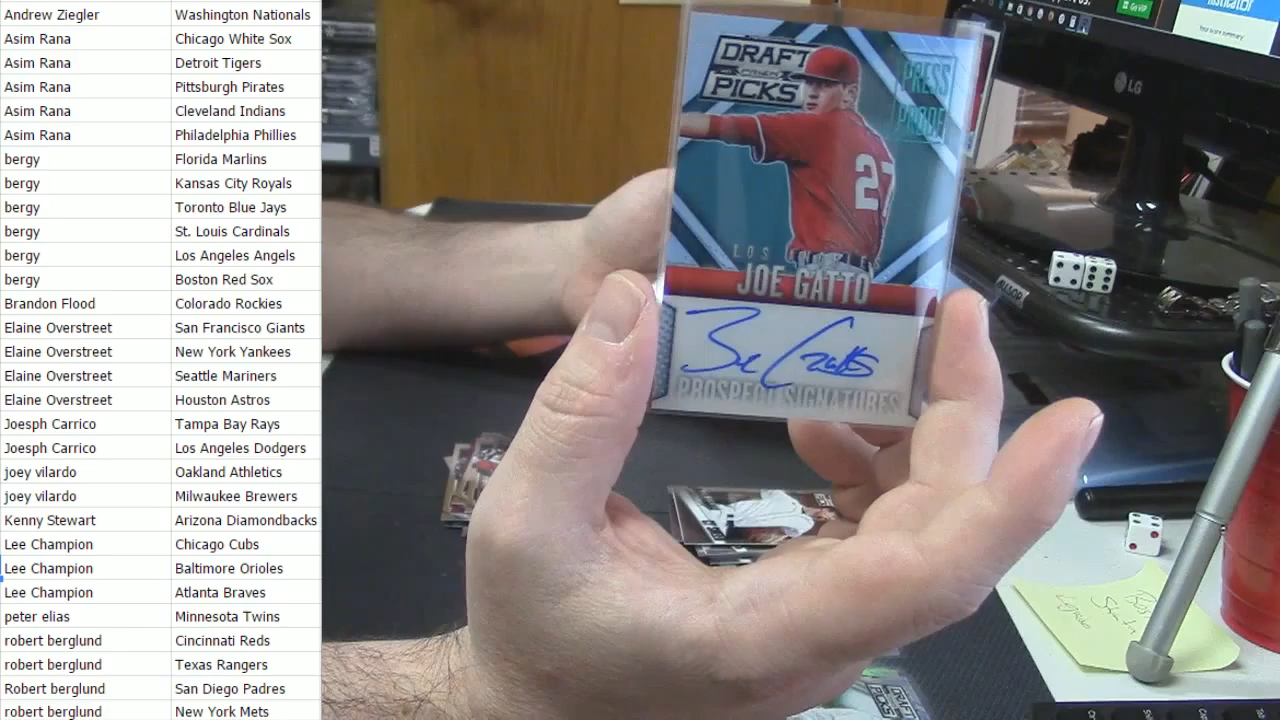 Andrew Ziegler Washington Nationals
Asim Rana Chicago White Sox
Asim Rana Detroit Tigers
Asim Rana Pittsburgh Pirates
Asim Rana Cleveland Indians
Asim Rana Philadelphia Phillies
bergy Florida Marlins
bergy Kansas City Royals
bergy Toronto Blue Jays
bergy St. Louis Cardinals
bergy Los Angeles Angels
bergy Boston Red Sox
Brandon Flood Colorado Rockies
Elaine Overstreet San Francisco Giants
Elaine Overstreet New York Yankees
Elaine Overstreet Seattle Mariners
Elaine Overstreet Houston Astros
Joesph Carrico Tampa Bay Rays
Joesph Carrico Los Angeles Dodgers
joey vilardo Oakland Athletics
joey vilardo Milwaukee Brewers
Kenny Stewart Arizona Diamondbacks
Lee Champion Chicago Cubs
Lee Champion Baltimore Orioles
Lee Champion Atlanta Braves
peter elias Minnesota Twins
robert berglund Cincinnati Reds
robert berglund Texas Rangers
Robert berglund San Diego Padres
robert berglund New York Mets
DRAFT
PICKS
PRESS
PROOF
27
LOS ANGELES
JOE GATTO
Joe Gatto
PROSPECT SIGNATURES
LG
ALLSOP
DRAFT
PICKS